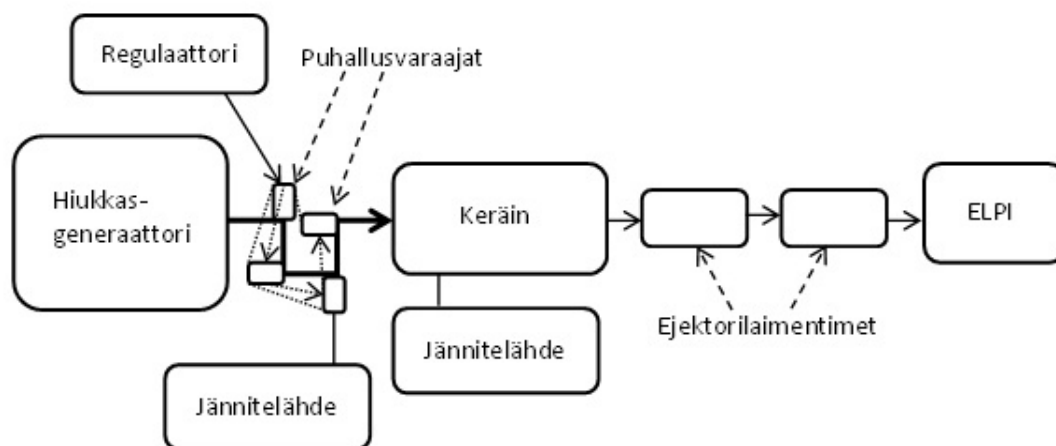 Regulaattori
Puhallusvaraajat
Hiukkas-
generaattori
Keräin
ELPI
Ejektorilaimentimet
Jännitelähde
Jännitelähde